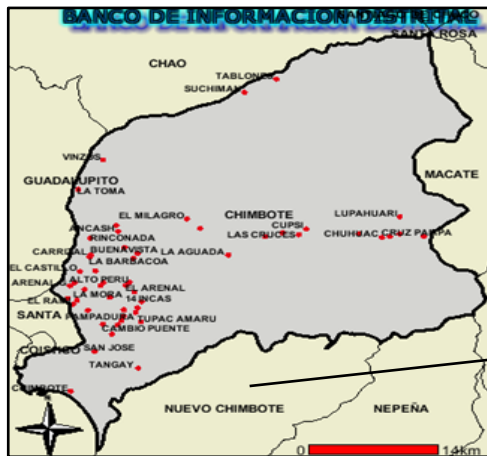 BANCO DE INFORMACION DISTRITAL
SANTA ROSA
CHAO
TABLONES
SUCHIMAN
VINZOS
GUADALUPITO
LA TOMA
MACATE
EL MILAGRO
CHIMBOTE
LUPAHUARI
ANCASH
CUPSI
RINCONADA
LAS CRUCES
CHUHUAC
CRUZ PAMPA
BUENAVISTA
LA AGUADA
CARRIZAL
LA BARBACOA
EL CASTILLO
ALTO PERU
ARENALES
EL ARENAL
LA MORA
14 INCAS
SANTA
PAMPADURA
TUPAC AMARU
CAMBIO PUENTE
COISHCO
SAN JOSE
TANGAY
CHIMBOTE
NUEVO CHIMBOTE
NEPEÑA
0
14km